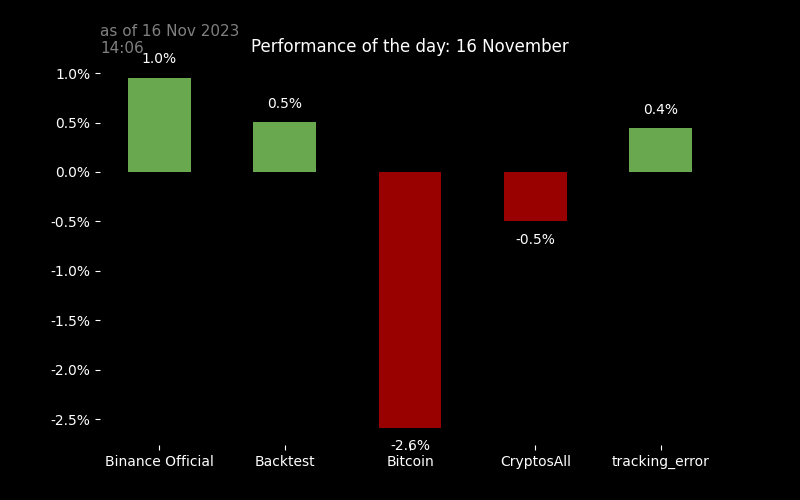 as of 16 Nov 2023
14:06
Performance of the day: 16 November
1.0%
0.5%
0.0%
-0.5%
-1.0%
-1.5%
-2.0%
-2.5%
1.0%
0.5%
-2.6%
-0.5%
0.4%
Binance Official
Backtest
Bitcoin
CryptosAll
tracking_error